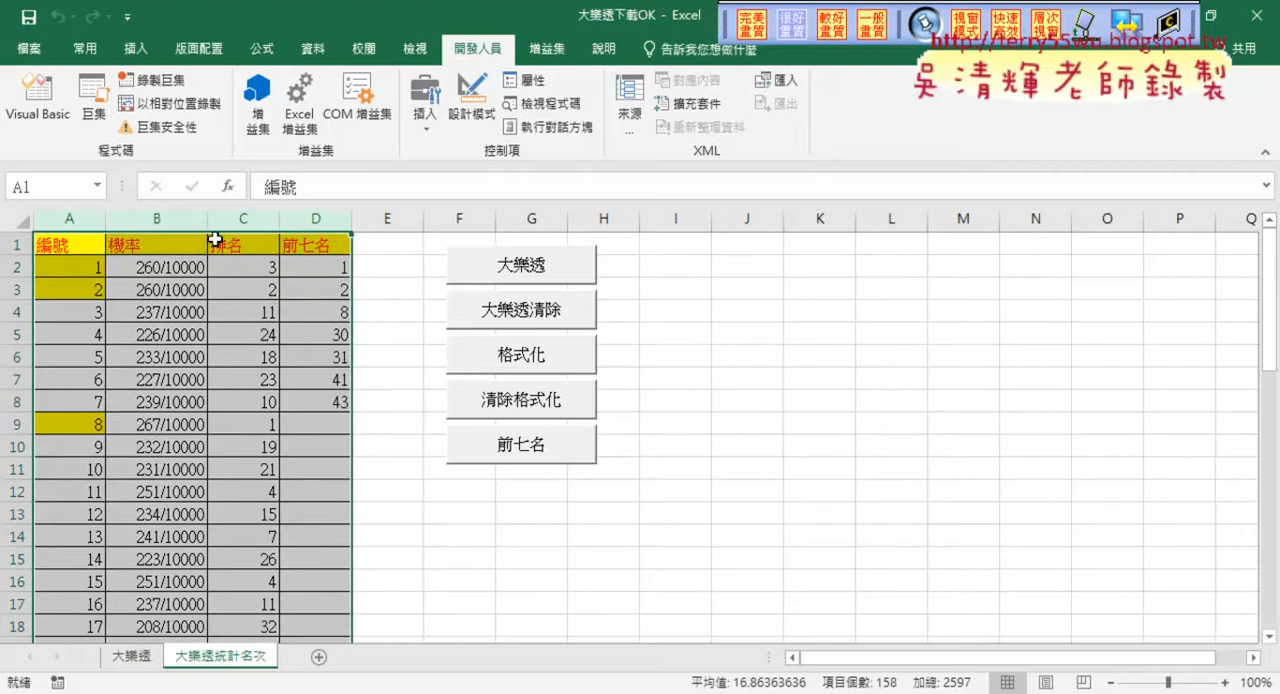 大樂透下載OK - Excel
完美畫質 很好畫質 較好畫質 一般畫質 視窗模式 快速高效 層次視窗
檔案 常用 插入 版面配置 公式 資料 校閱 檢視 開發人員 增益集 說明 告訴我您想做什麼 共用
http://terry55wu.blogspot.tw
吳清輝老師錄製
Visual Basic 巨集 錄製巨集 以相對位置錄製 巨集安全性
增益集 Excel 增益集 COM 增益集
插入 設計模式 屬性 檢視程式碼 執行對話方塊
來源... 對應內容 擴充套件 重新整理資料 匯入 匯出
程式碼 增益集 控制項 XML
A1 fx 編號
A B C D E F G H I J K L M N O P Q
1 編號 機率 排名 前七名
2 1 260/10000 3 1
3 2 260/10000 2 2
4 3 237/10000 11 8
5 4 226/10000 24 30
6 5 233/10000 18 31
7 6 227/10000 23 41
8 7 239/10000 10 43
9 8 267/10000 1
10 9 232/10000 19
11 10 231/10000 21
12 11 251/10000 4
13 12 234/10000 15
14 13 241/10000 7
15 14 223/10000 26
16 15 251/10000 4
17 16 237/10000 11
18 17 208/10000 32
大樂透
大樂透清除
格式化
清除格式化
前七名
大樂透 大樂透統計名次
就緒 平均值: 16.86363636 項目個數: 158 加總: 2597 100%